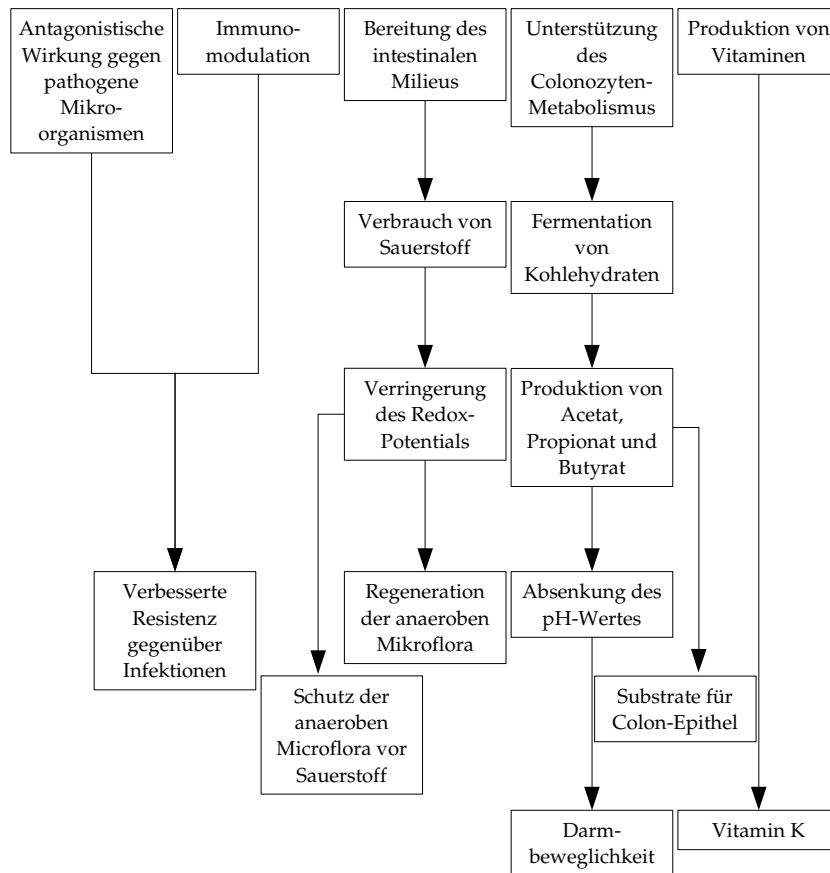 Antagonistische
Wirkung gegen
pathogene
Mikro-
organismen
Immuno-
modulation
Bereitung des
intestinalen
Milieus
Unterstützung
des
Colonozyten-
Metabolismus
Produktion von
Vitaminen
Verbrauch von
Sauerstoff
Fermentation
von
Kohlehydraten
Verringerung
des Redox-
Potentials
Produktion von
Acetat,
Propionat und
Butyrat
Verbesserte
Resistenz
gegenüber
Infektionen
Regeneration
der anaeroben
Mikroflora
Absenkung des
pH-Wertes
Schutz der
anaeroben
Microflora vor
Sauerstoff
Substrate für
Colon-Epithel
Darm-
beweglichkeit
Vitamin K